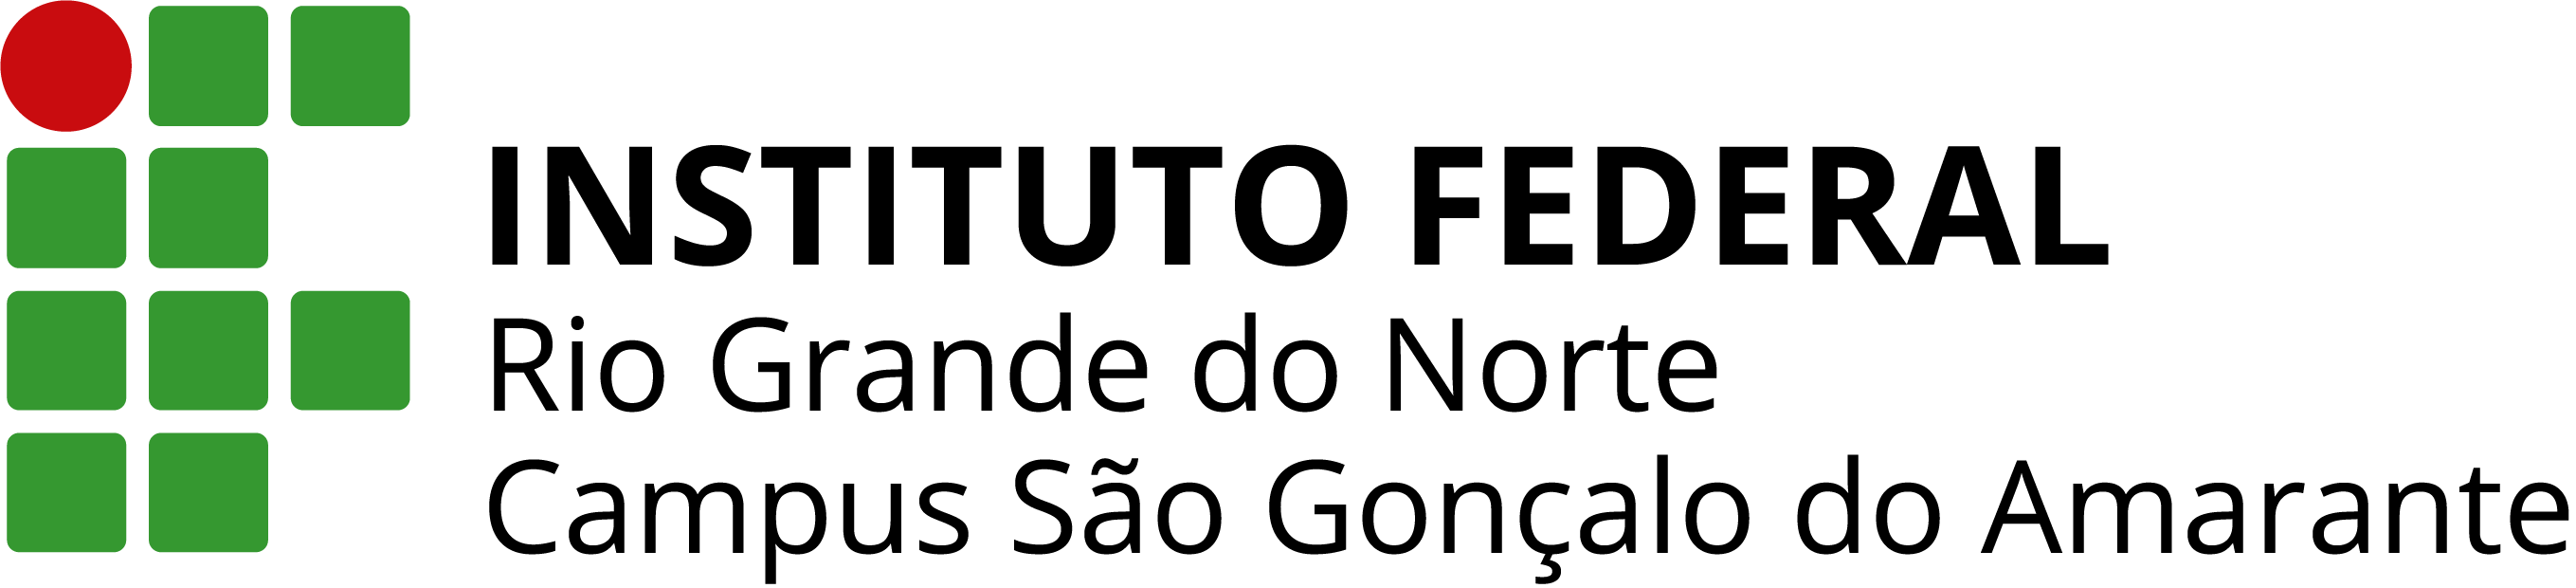 INSTITUTO FEDERAL
Rio Grande do Norte
Campus São Gonçalo do Amarante